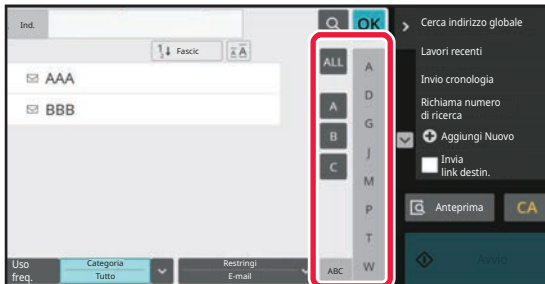 Ind.
OK
Fascic
AAA
BBB
ALL
A
B
C
A
D
G
J
M
P
T
W
ABC
Uso
freq.
Categoria
Tutto
Restringi
E-mail
Cerca indirizzo globale
Lavori recenti
Invio cronologia
Richiama numero
di ricerca
Aggiungi Nuovo
Invia
link destin.
Anteprima
CA
Avvio